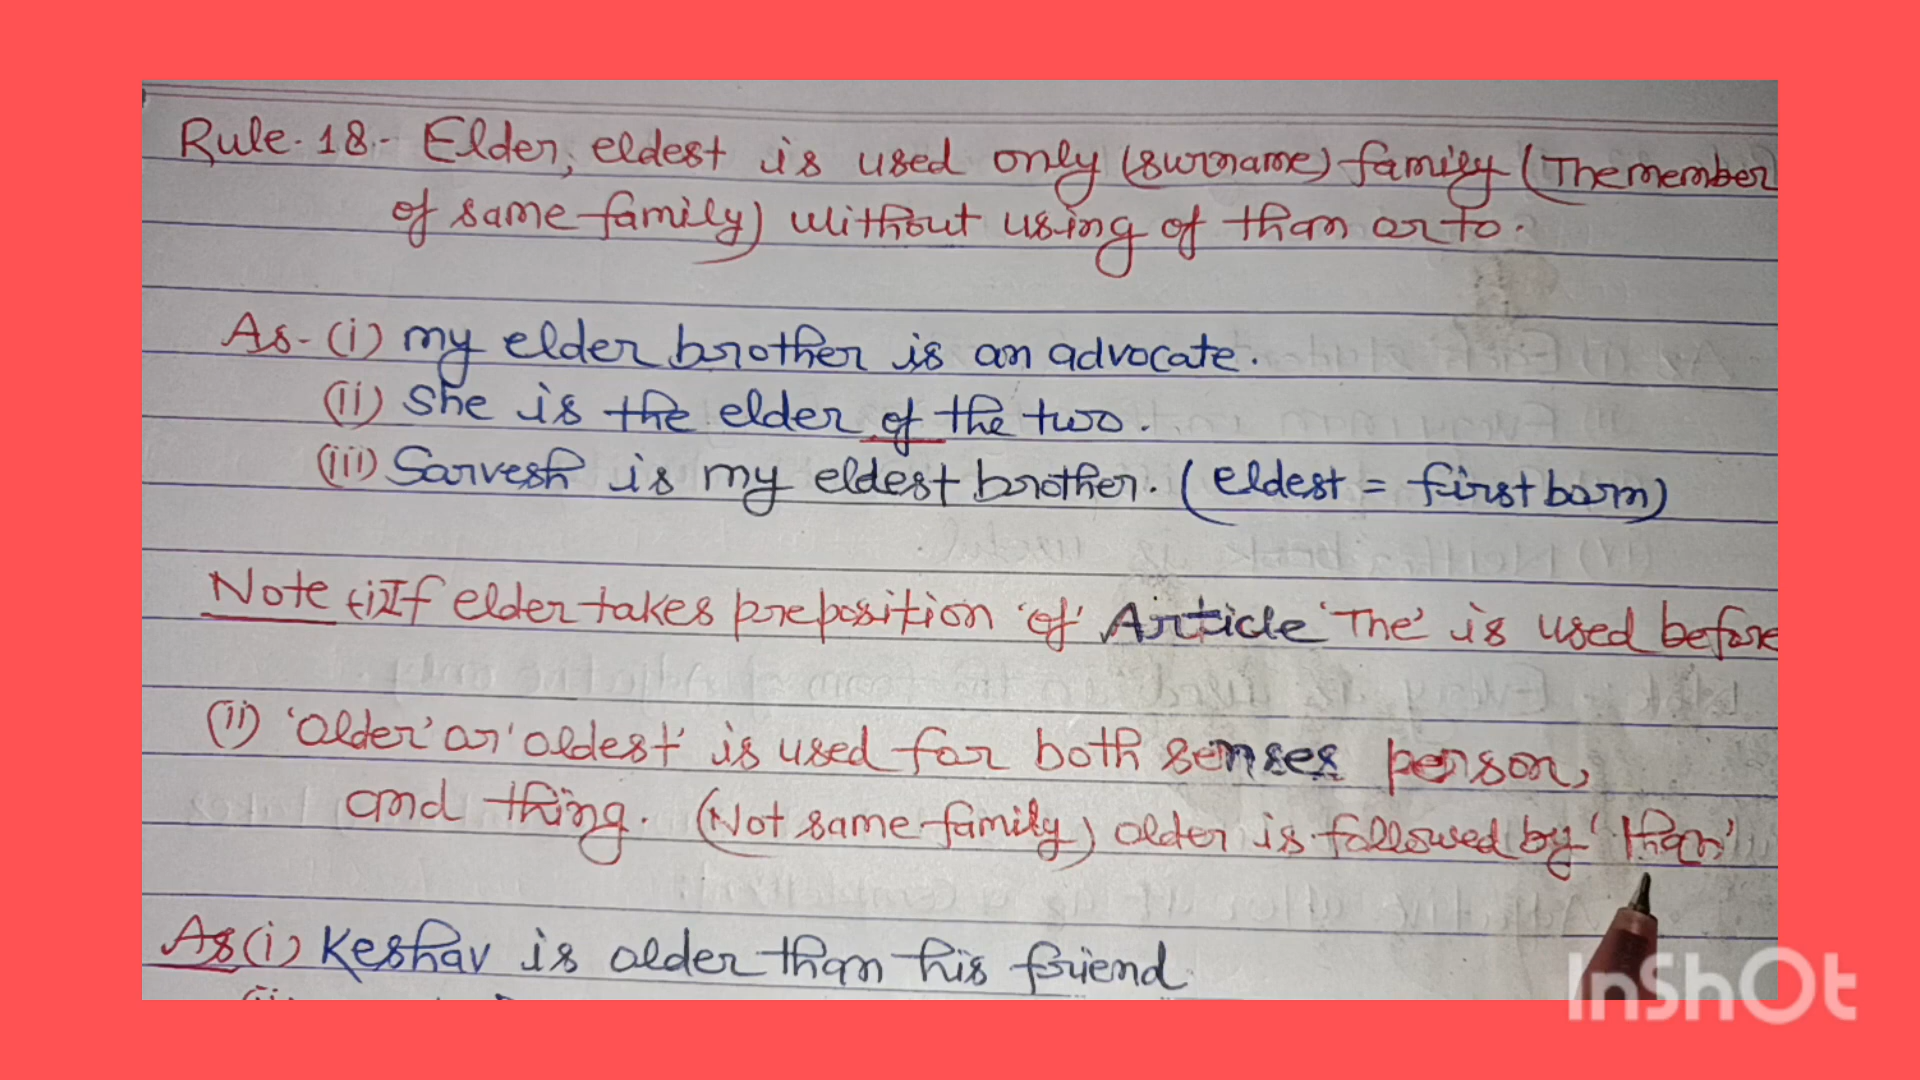 Rule-18- Elder, eldest is used only (surname) family (The member
of same family) without using of than or to.
As- (i) my elder brother is an advocate.
(ii) She is the elder of the two.
(iii) Sarvesh is my eldest brother. (eldest = first born)
Note (i) If elder takes preposition 'of' Article 'The' is used before
(ii) 'older' or 'oldest' is used for both senses person,
and thing. (Not same family) older is followed by 'than'
As (i) Keshav is older than his friend
InShOt